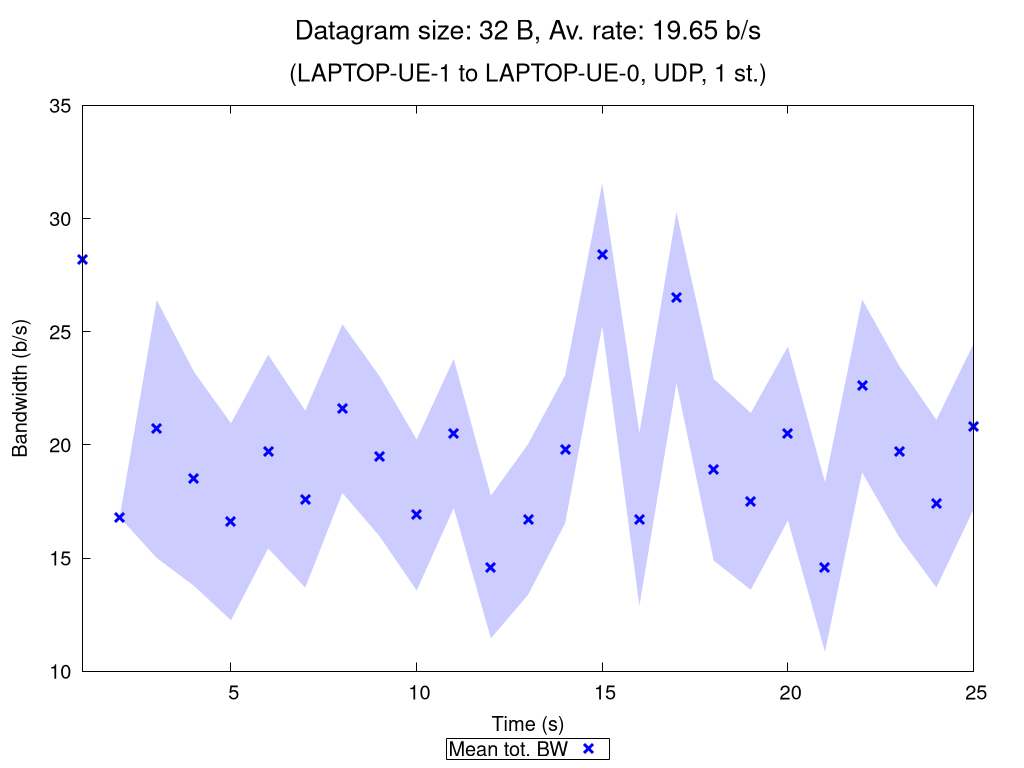 Datagram size: 32 B, Av. rate: 19.65 b/s
(LAPTOP-UE-1 to LAPTOP-UE-0, UDP, 1 st.)
35
30
25
20
15
10
Bandwidth (b/s)
5
10
15
20
25
Time (s)
Mean tot. BW